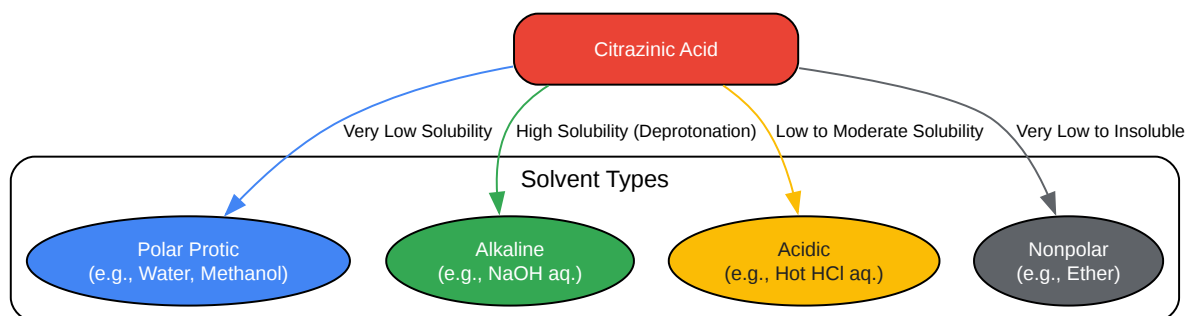 Citrazinic Acid
Very Low Solubility
High Solubility (Deprotonation)
Low to Moderate Solubility
Very Low to Insoluble
Solvent Types
Polar Protic
(e.g., Water, Methanol)
Alkaline
(e.g., NaOH aq.)
Acidic
(e.g., Hot HCl aq.)
Nonpolar
(e.g., Ether)